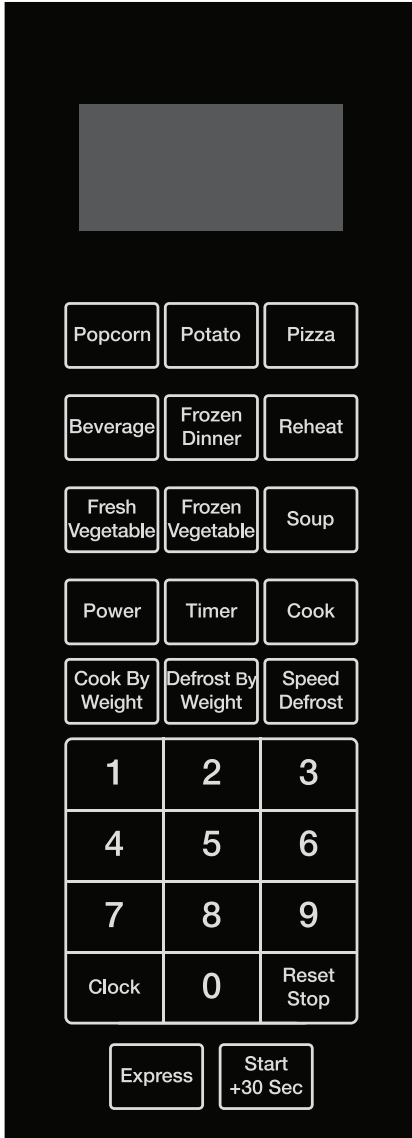 Popcorn Potato Pizza
Beverage Frozen Dinner Reheat
Fresh Vegetable Frozen Vegetable Soup
Power Timer Cook
Cook By Weight Defrost By Weight Speed Defrost
1 2 3
4 5 6
7 8 9
Clock 0 Reset Stop
Express Start +30 Sec